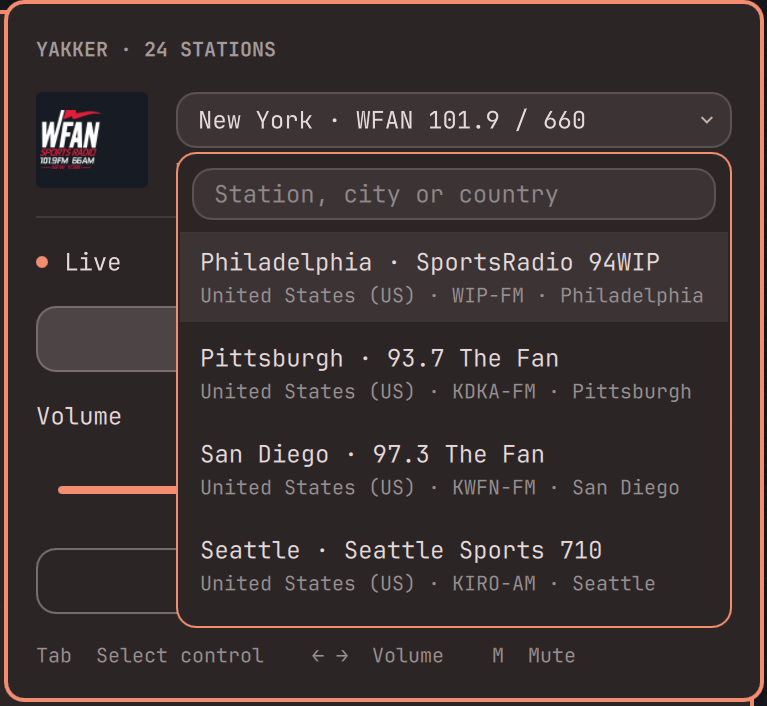 YAKKER · 24 STATIONS
WFAN
SPORTS RADIO
101.9FM 66AM
New York · WFAN 101.9 / 660
Station, city or country
Live
Philadelphia · SportsRadio 94WIP
United States (US) · WIP-FM · Philadelphia
Pittsburgh · 93.7 The Fan
United States (US) · KDKA-FM · Pittsburgh
Volume
San Diego · 97.3 The Fan
United States (US) · KWFN-FM · San Diego
Seattle · Seattle Sports 710
United States (US) · KIRO-AM · Seattle
Tab Select control ← → Volume M Mute